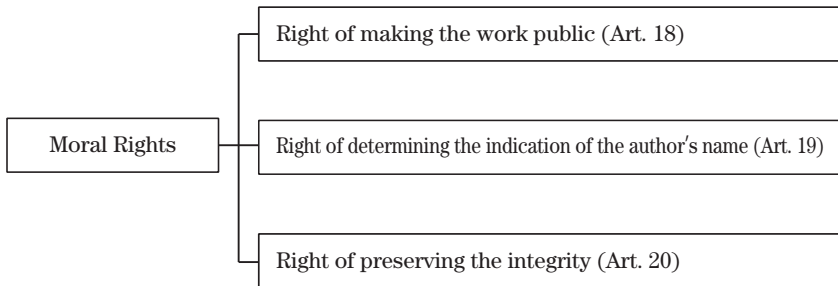 Right of making the work public (Art. 18)
Moral Rights
Right of determining the indication of the author's name (Art. 19)
Right of preserving the integrity (Art. 20)